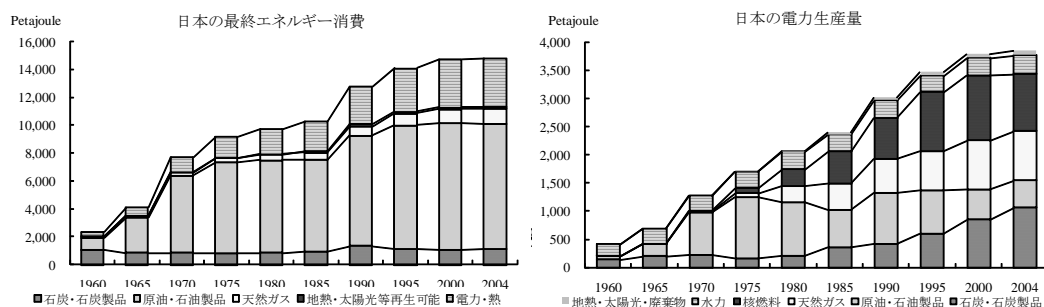 Petajoule
日本の最終エネルギー消費
16,000
14,000
12,000
10,000
8,000
6,000
4,000
2,000
0
1960 1965 1970 1975 1980 1985 1990 1995 2000 2004
石炭・石炭製品 原油・石油製品 天然ガス 地熱・太陽光等再生可能 電力・熱
Petajoule
日本の電力生産量
4,000
3,500
3,000
2,500
2,000
1,500
1,000
500
0
1960 1965 1970 1975 1980 1985 1990 1995 2000 2004
地熱・太陽光・廃棄物 水力 核燃料 天然ガス 原油・石油製品 石炭・石炭製品